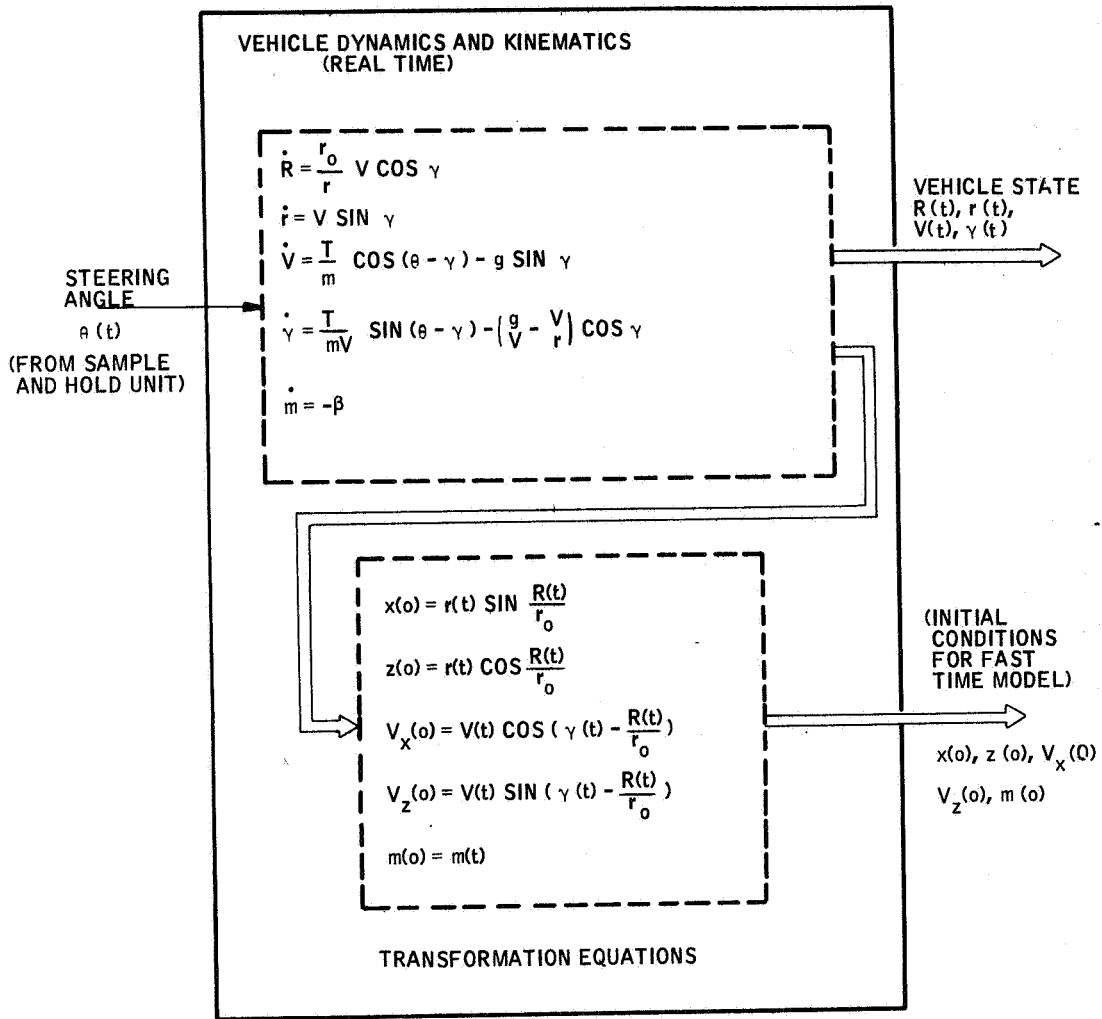 VEHICLE DYNAMICS AND KINEMATICS
(REAL TIME)
Ṙ = r₀/r V COS γ
ṙ = V SIN γ
V̇ = T/m COS (θ - γ) - g SIN γ
γ̇ = T/mV SIN (θ - γ) - (g/V - V/r) COS γ
ṁ = -β
STEERING
ANGLE
θ (t)
(FROM SAMPLE
AND HOLD UNIT)
VEHICLE STATE
R (t), r (t),
V(t), γ (t)
x(o) = r(t) SIN R(t)/r₀
z(o) = r(t) COS R(t)/r₀
Vₓ(o) = V(t) COS ( γ (t) - R(t)/r₀ )
V_z(o) = V(t) SIN ( γ (t) - R(t)/r₀ )
m(o) = m(t)
(INITIAL
CONDITIONS
FOR FAST
TIME MODEL)
x(o), z (o), Vₓ(O)
V_z(o), m (o)
TRANSFORMATION EQUATIONS